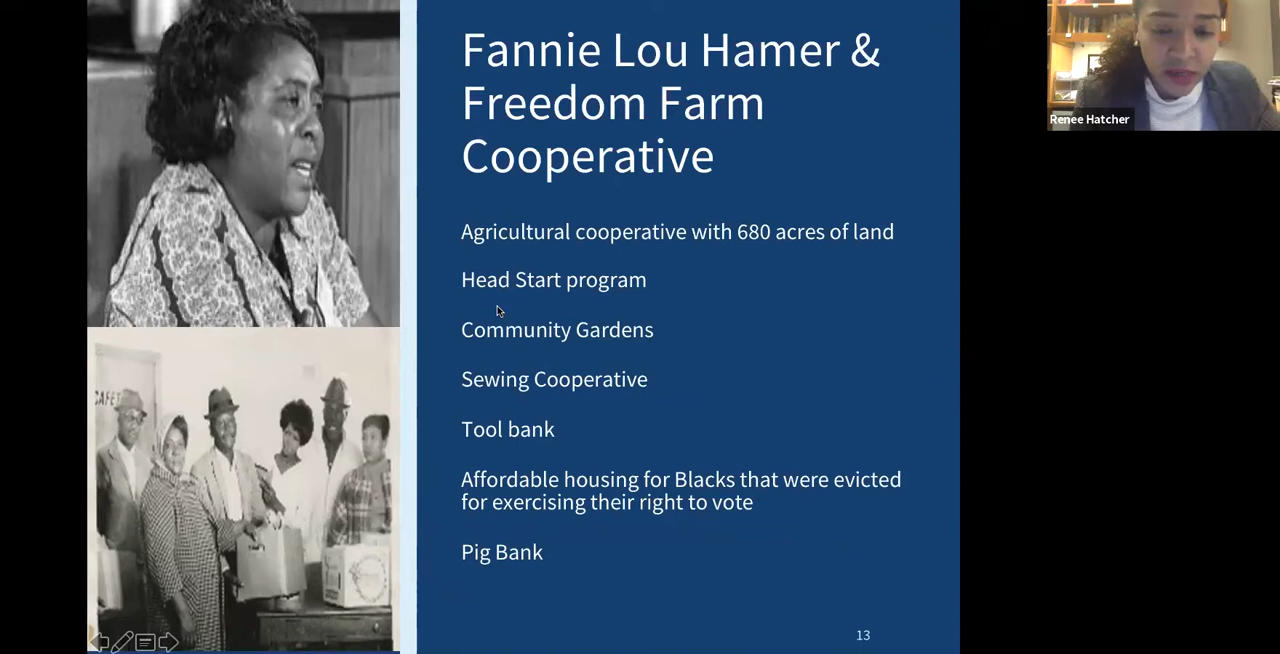 Fannie Lou Hamer &
Freedom Farm
Cooperative
Agricultural cooperative with 680 acres of land
Head Start program
Community Gardens
Sewing Cooperative
Tool bank
Affordable housing for Blacks that were evicted
for exercising their right to vote
Pig Bank
13
Renee Hatcher
CAFET